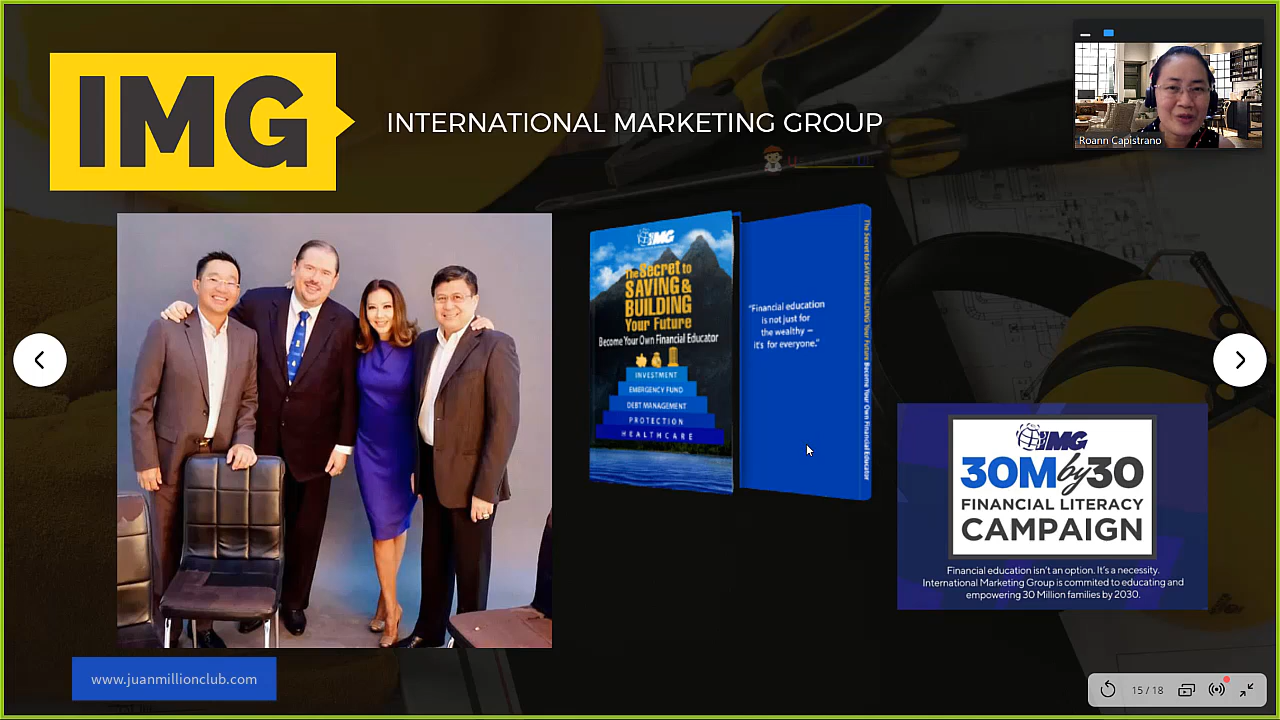 IMG
INTERNATIONAL MARKETING GROUP
Roann Capistrano
IMG
The Secret to
SAVING &
BUILDING
Your Future
Become Your Own Financial Educator
INVESTMENT
EMERGENCY FUND
DEBT MANAGEMENT
PROTECTION
HEALTHCARE
"Financial education
is not just for
the wealthy –
it's for everyone."
The Secret to SAVING & BUILDING Your Future Become Your Own Financial Educator
IMG
30M by 30
FINANCIAL LITERACY
CAMPAIGN
Financial education isn't an option. It's a necessity.
International Marketing Group is commited to educating and
empowering 30 Million families by 2030.
www.juanmillionclub.com
15 / 18